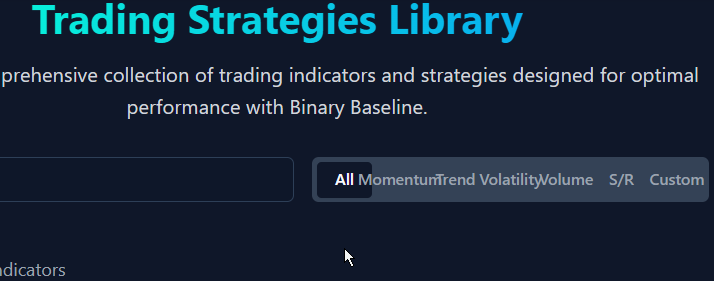 Trading Strategies Library
prehensive collection of trading indicators and strategies designed for optimal
performance with Binary Baseline.
All Momentum Trend Volatility Volume S/R Custom
ndicators